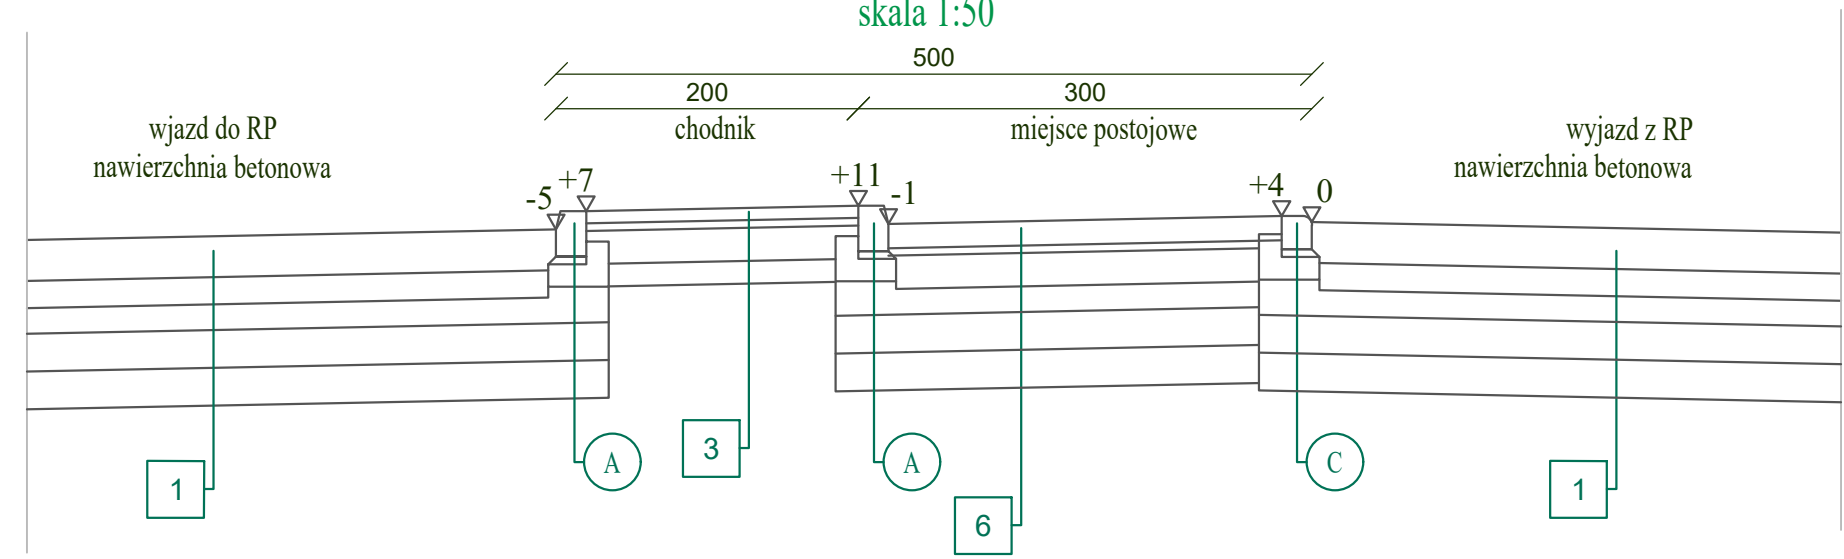 skala 1:50
500
200
300
wjazd do RP
nawierzchnia betonowa
chodnik
miejsce postojowe
wyjazd z RP
nawierzchnia betonowa
-5
+7
+11
-1
+4
0
1
A
3
A
6
C
1